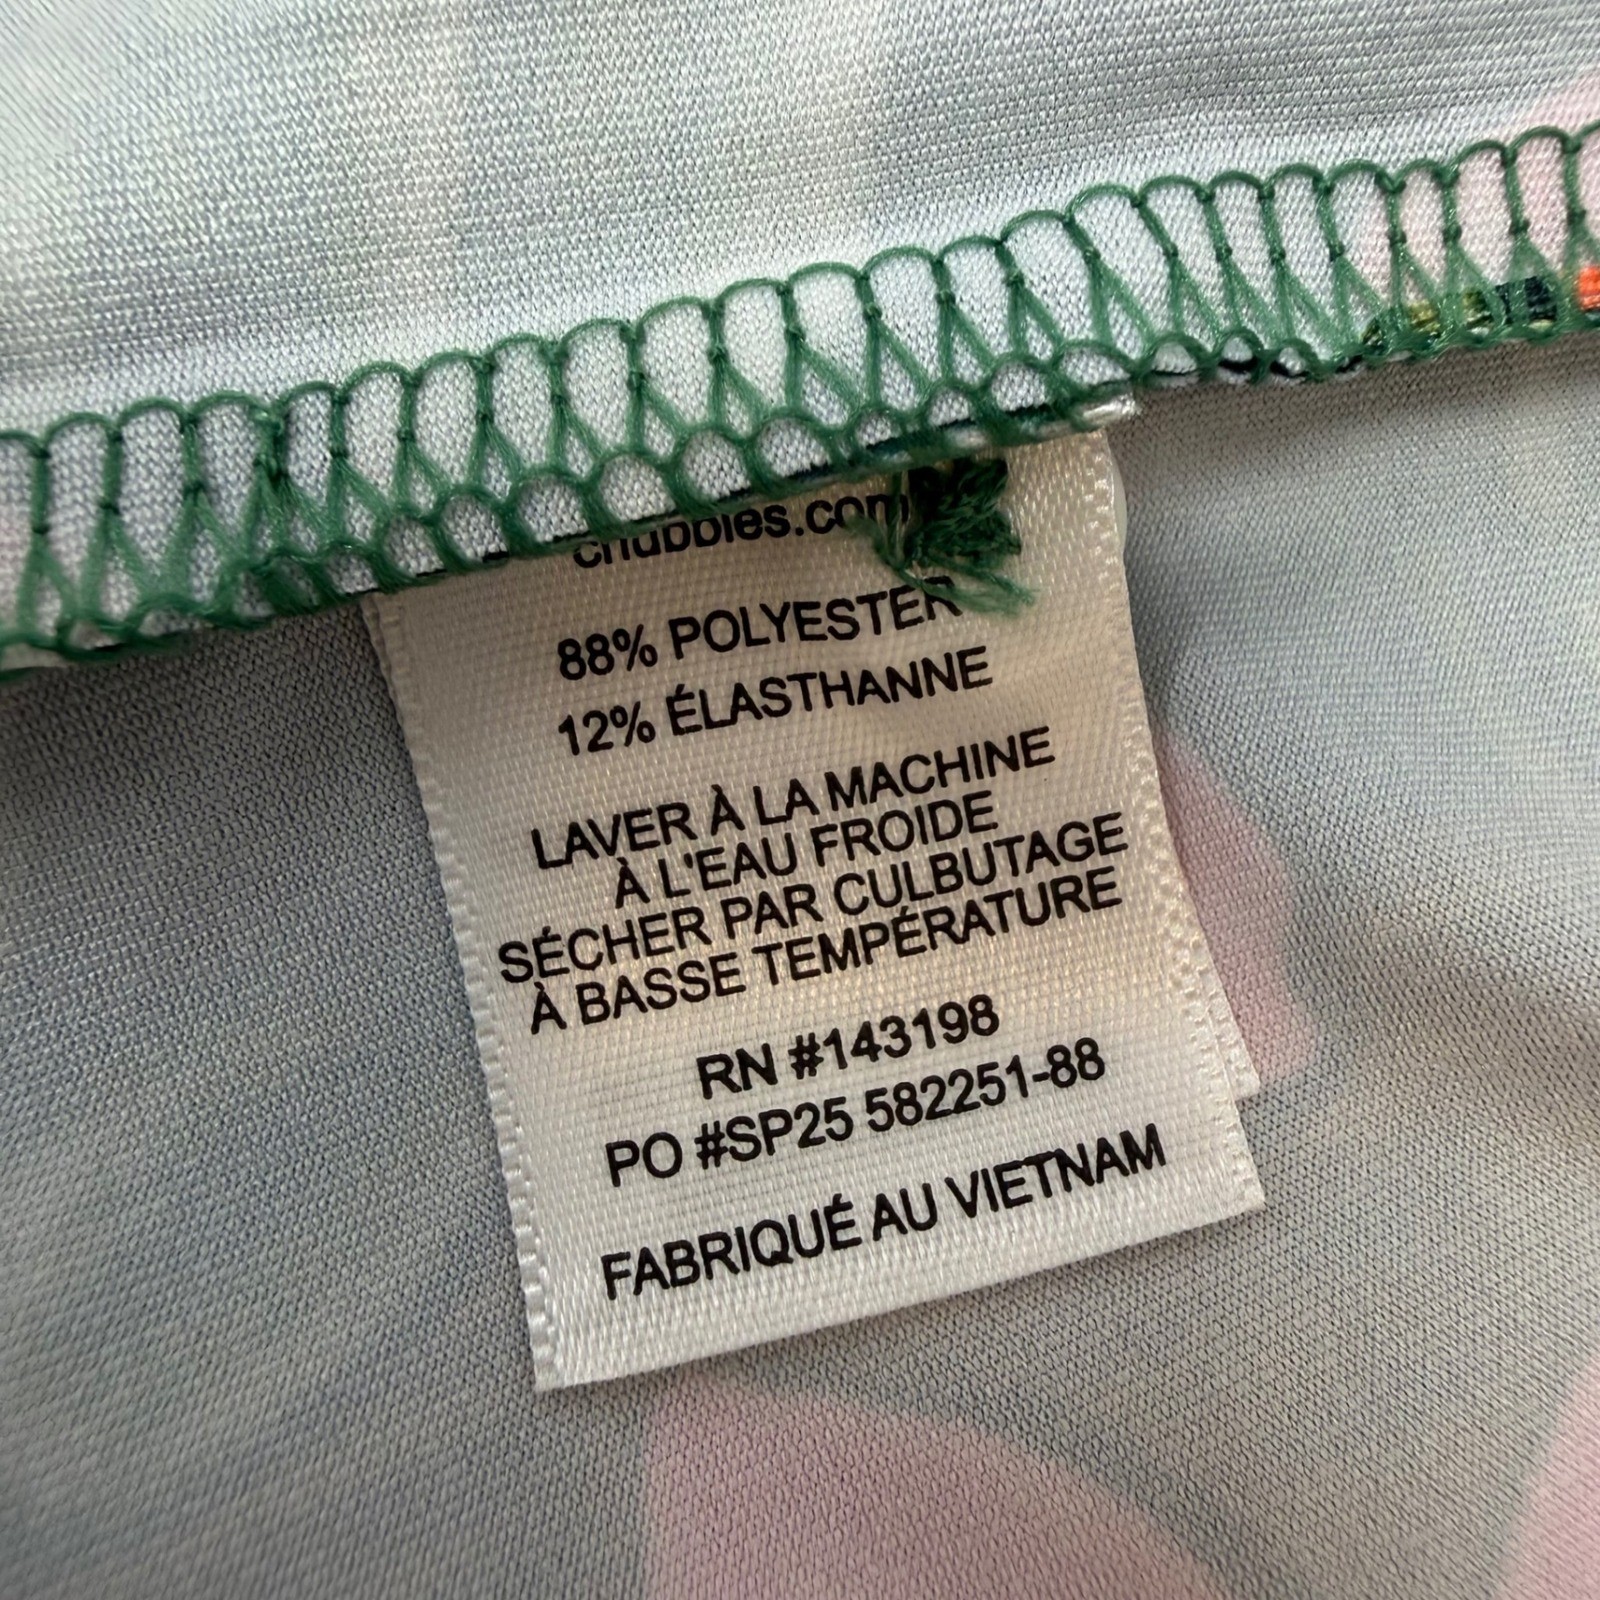 chubbies.com
88% POLYESTER
12% ÉLASTHANNE
LAVER À LA MACHINE
À L'EAU FROIDE
SÉCHER PAR CULBUTAGE
À BASSE TEMPÉRATURE
RN #143198
PO #SP25 582251-88
FABRIQUÉ AU VIETNAM